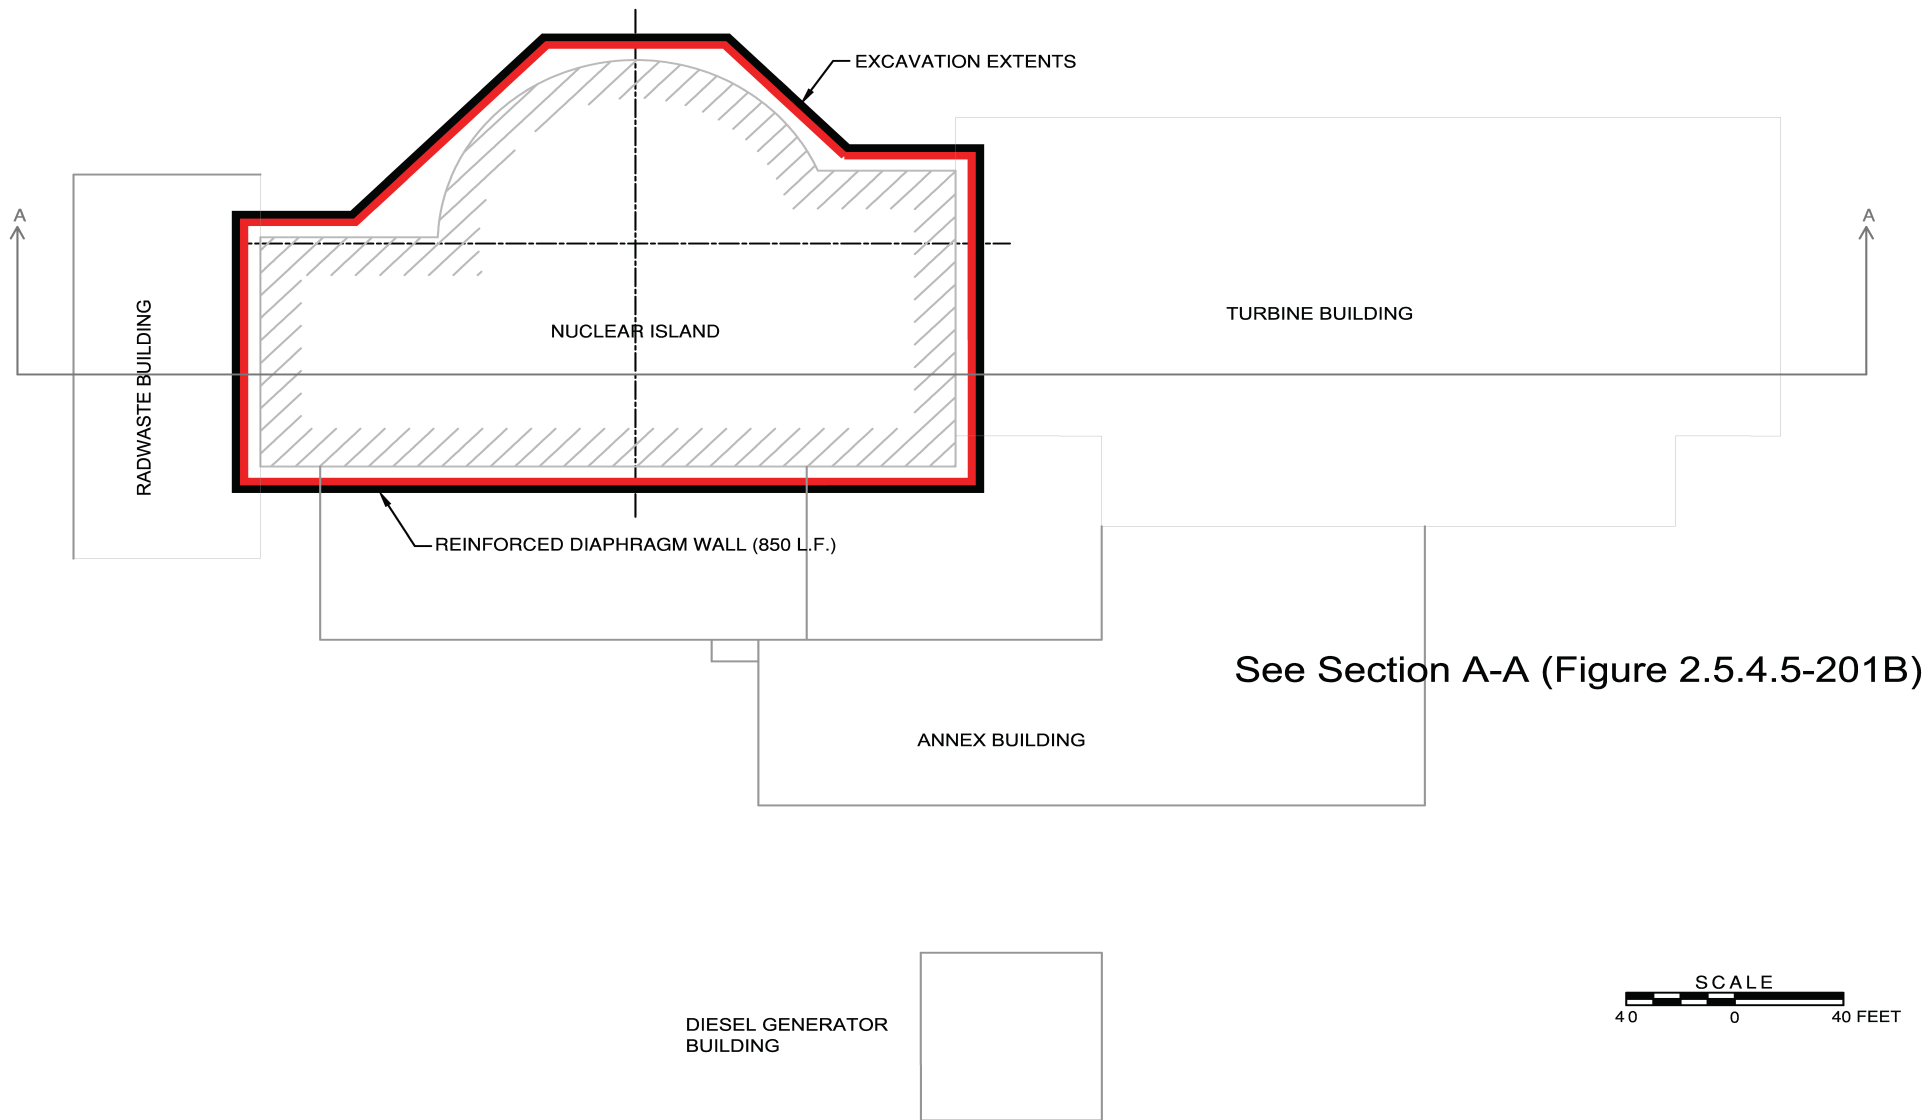 EXCAVATION EXTENTS
A
A
RADWASTE BUILDING
NUCLEAR ISLAND
TURBINE BUILDING
REINFORCED DIAPHRAGM WALL (850 L.F.)
See Section A-A (Figure 2.5.4.5-201B)
ANNEX BUILDING
DIESEL GENERATOR
BUILDING
SCALE
40 0 40 FEET